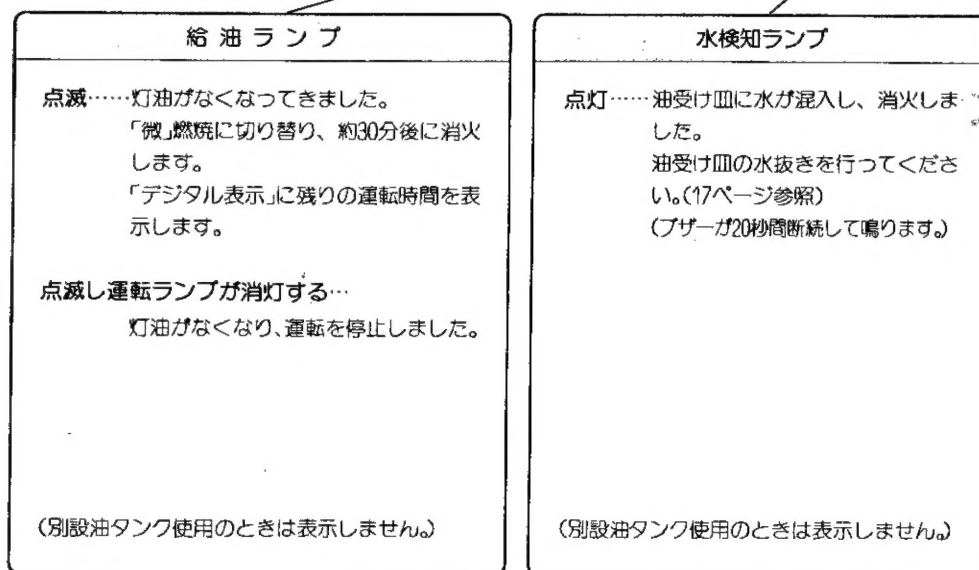 給油ランプ
点滅……灯油がなくなってきました。
「微」燃焼に切り替り、約30分後に消火
します。
「デジタル表示」に残りの運転時間を表
示します。
点滅し運転ランプが消灯する…
灯油がなくなり、運転を停止しました。
(別設油タンク使用のときは表示しません。)
水検知ランプ
点灯……油受け皿に水が混入し、消火しま
した。
油受け皿の水抜きを行ってくださ
い。(17ページ参照)
(ブザーが20秒間断続して鳴ります。)
(別設油タンク使用のときは表示しません。)